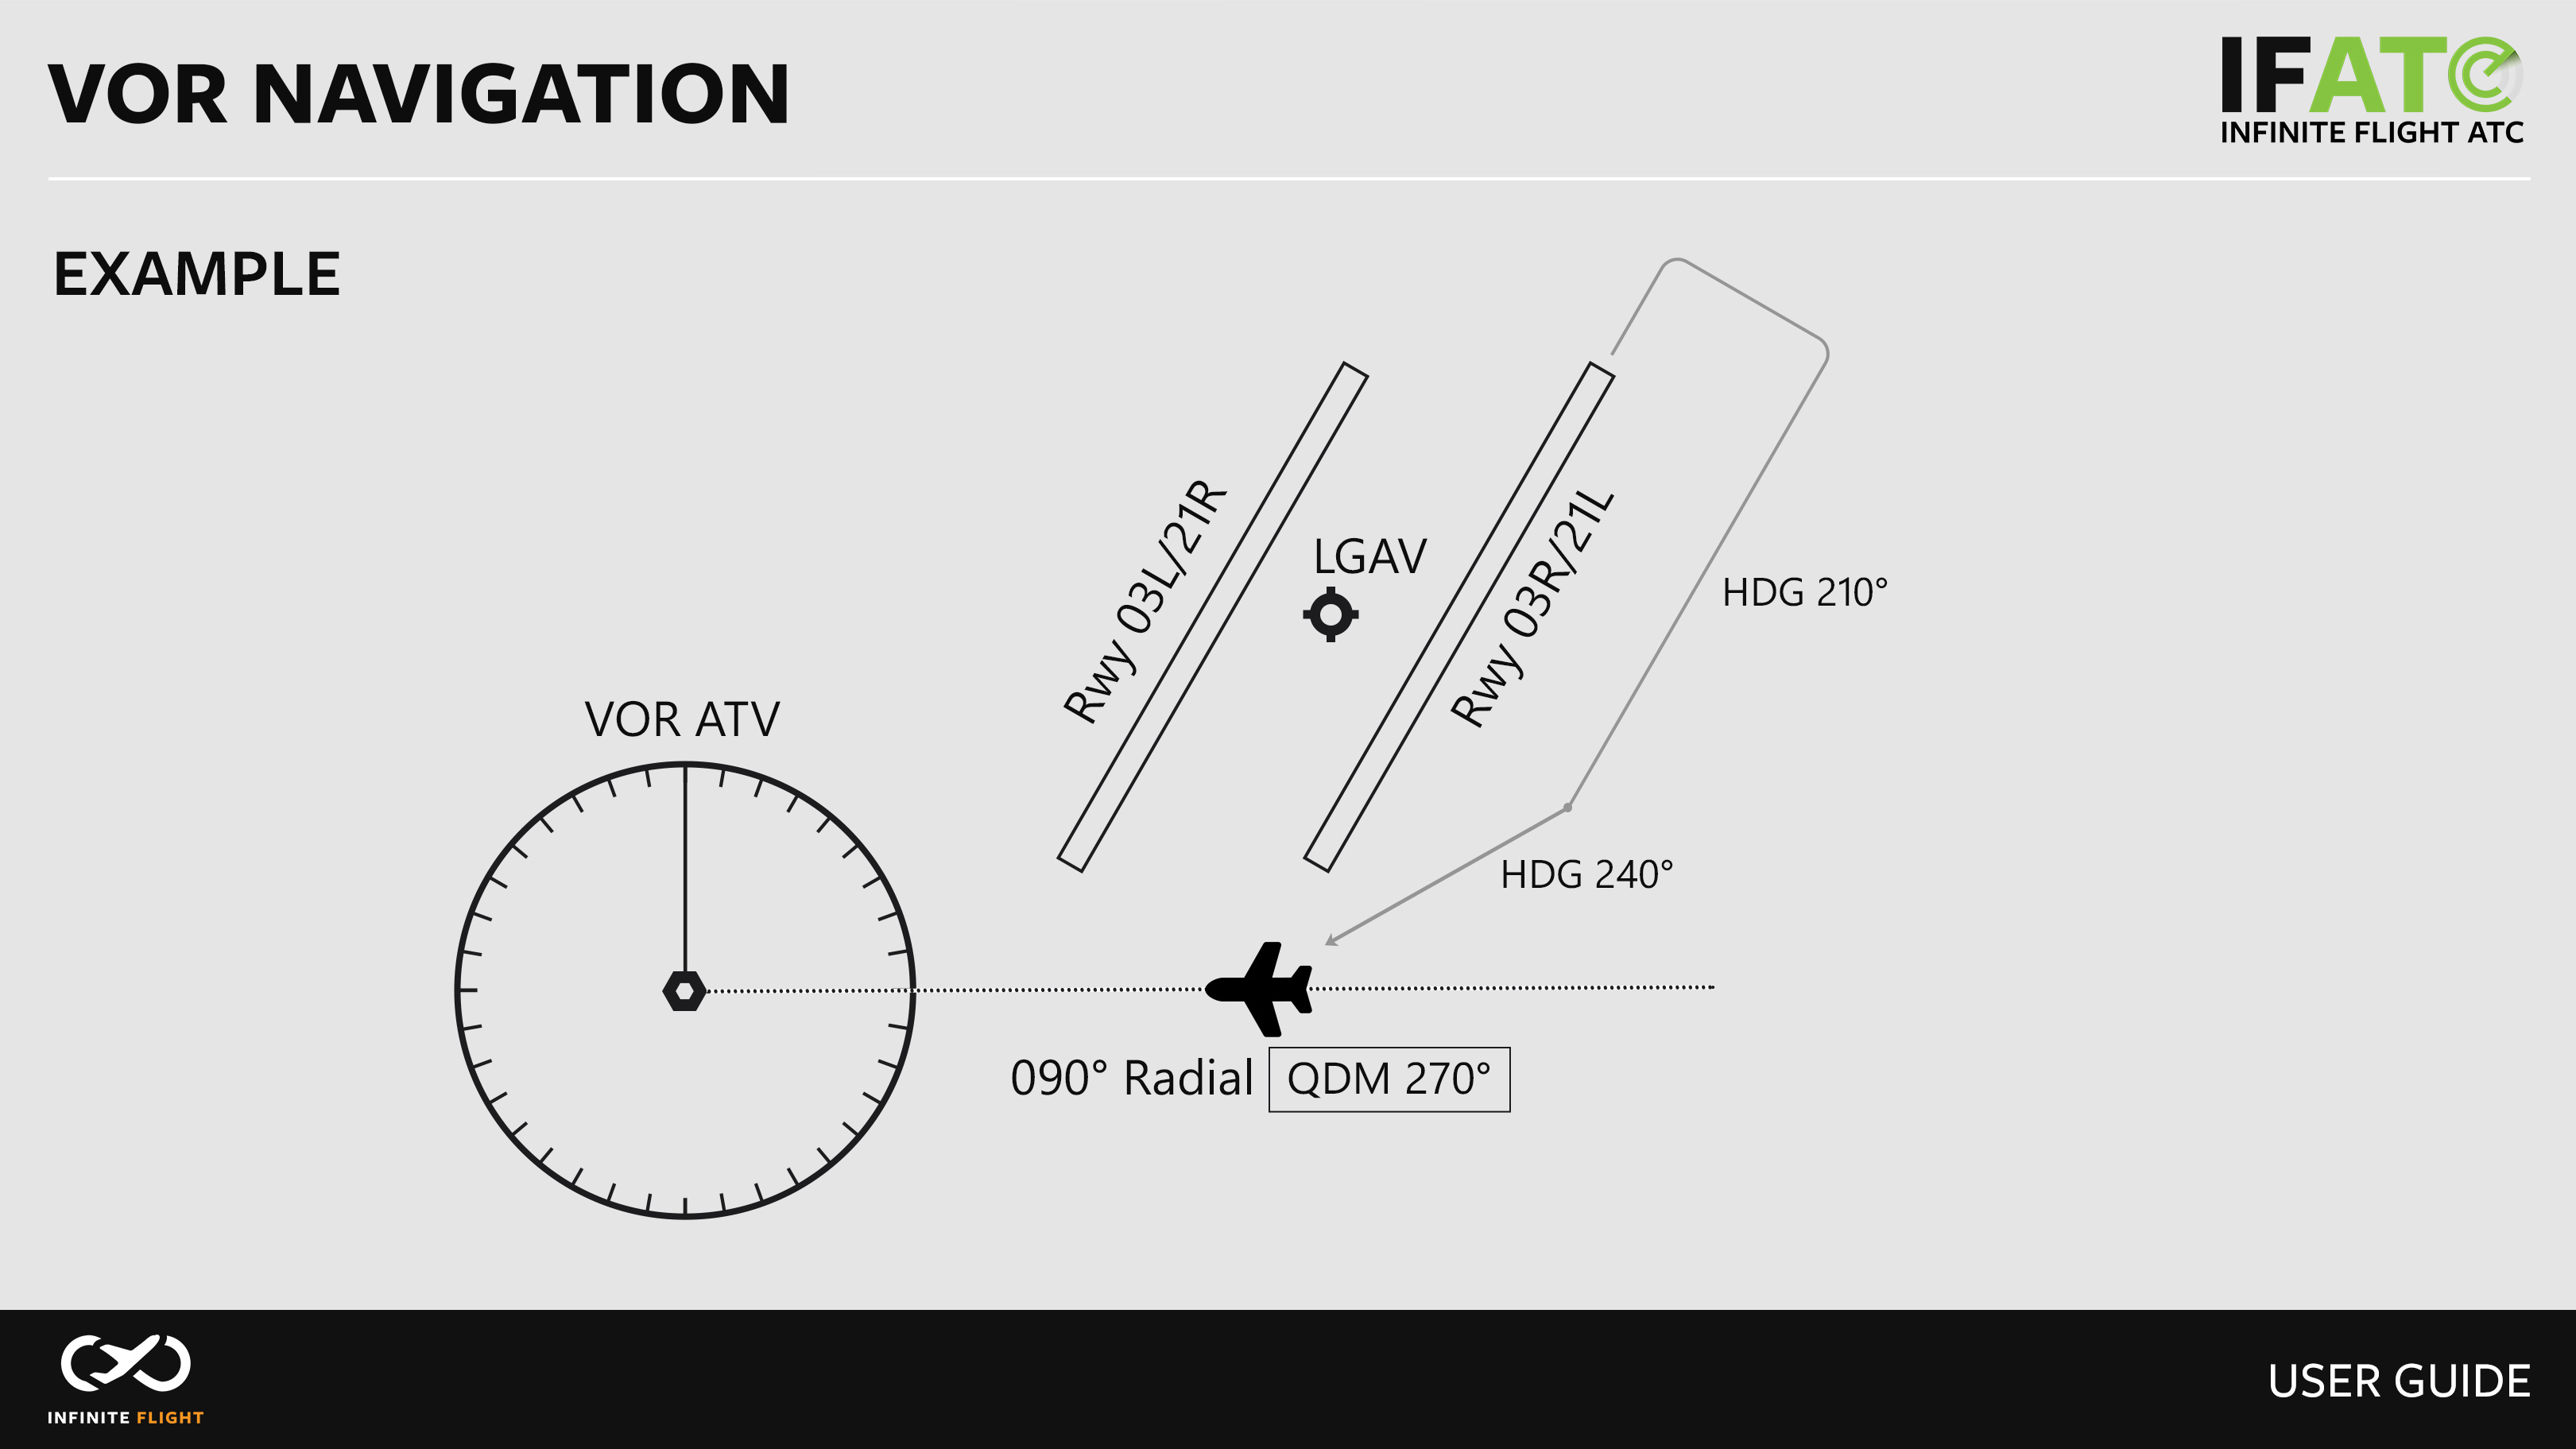 VOR NAVIGATION
IFATC
INFINITE FLIGHT ATC
EXAMPLE
Rwy 03L/21R
LGAV
Rwy 03R/21L
HDG 210°
VOR ATV
HDG 240°
090° Radial
QDM 270°
INFINITE FLIGHT
USER GUIDE